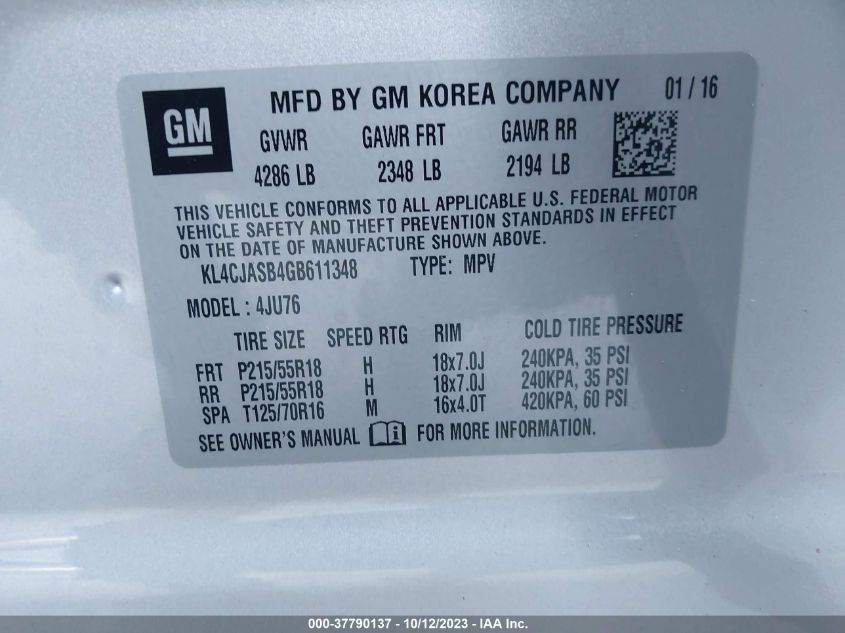 GM
MFD BY GM KOREA COMPANY 01 / 16
GVWR GAWR FRT GAWR RR
4286 LB 2348 LB 2194 LB
THIS VEHICLE CONFORMS TO ALL APPLICABLE U.S. FEDERAL MOTOR
VEHICLE SAFETY AND THEFT PREVENTION STANDARDS IN EFFECT
ON THE DATE OF MANUFACTURE SHOWN ABOVE.
KL4CJASB4GB611348 TYPE: MPV
MODEL : 4JU76
TIRE SIZE SPEED RTG RIM COLD TIRE PRESSURE
FRT P215/55R18 H 18x7.0J 240KPA, 35 PSI
RR P215/55R18 H 18x7.0J 240KPA, 35 PSI
SPA T125/70R16 M 16x4.0T 420KPA, 60 PSI
SEE OWNER'S MANUAL i FOR MORE INFORMATION.
000-37790137 - 10/12/2023 - IAA Inc.